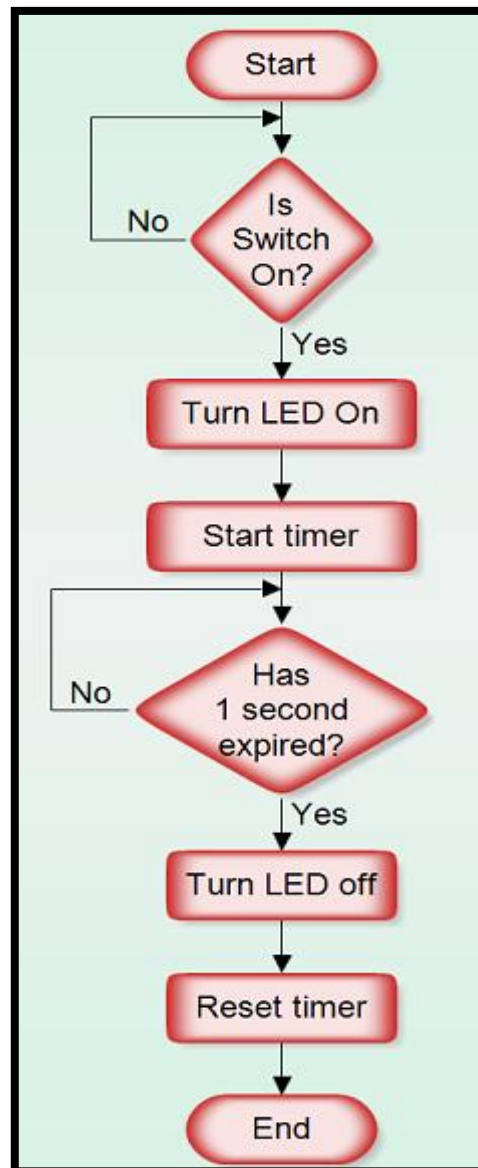 Start
Is
Switch
On?
No
Yes
Turn LED On
Start timer
Has
1 second
expired?
No
Yes
Turn LED off
Reset timer
End